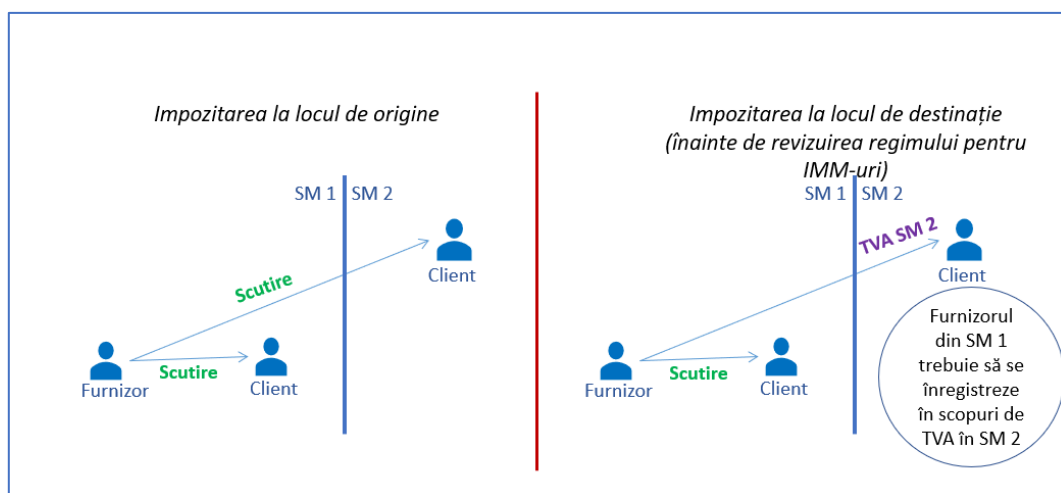 Impozitarea la locul de origine
SM 1
SM 2
Client
Scutire
Furnizor
Scutire
Client
Impozitarea la locul de destinație
(înainte de revizuirea regimului pentru
IMM-uri)
SM 1
SM 2
TVA SM 2
Client
Furnizor
Scutire
Client
Furnizorul
din SM 1
trebuie să se
înregistreze
în scopuri de
TVA în SM 2